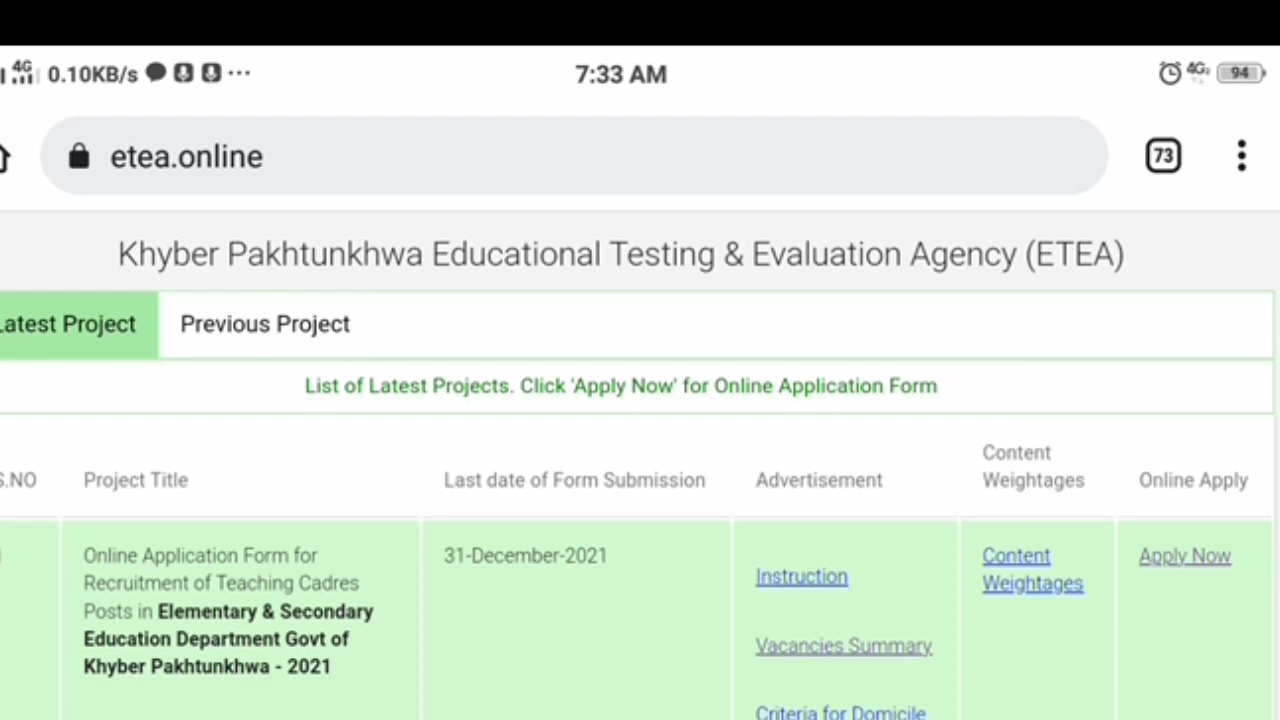 4G 0.10KB/s ... 7:33 AM 4G 94
etea.online 73
Khyber Pakhtunkhwa Educational Testing & Evaluation Agency (ETEA)
Latest Project Previous Project
List of Latest Projects. Click 'Apply Now' for Online Application Form
S.NO Project Title Last date of Form Submission Advertisement Content Weightages Online Apply
Online Application Form for
Recruitment of Teaching Cadres
Posts in Elementary & Secondary
Education Department Govt of
Khyber Pakhtunkhwa - 2021
31-December-2021
Instruction
Vacancies Summary
Criteria for Domicile
Content
Weightages
Apply Now